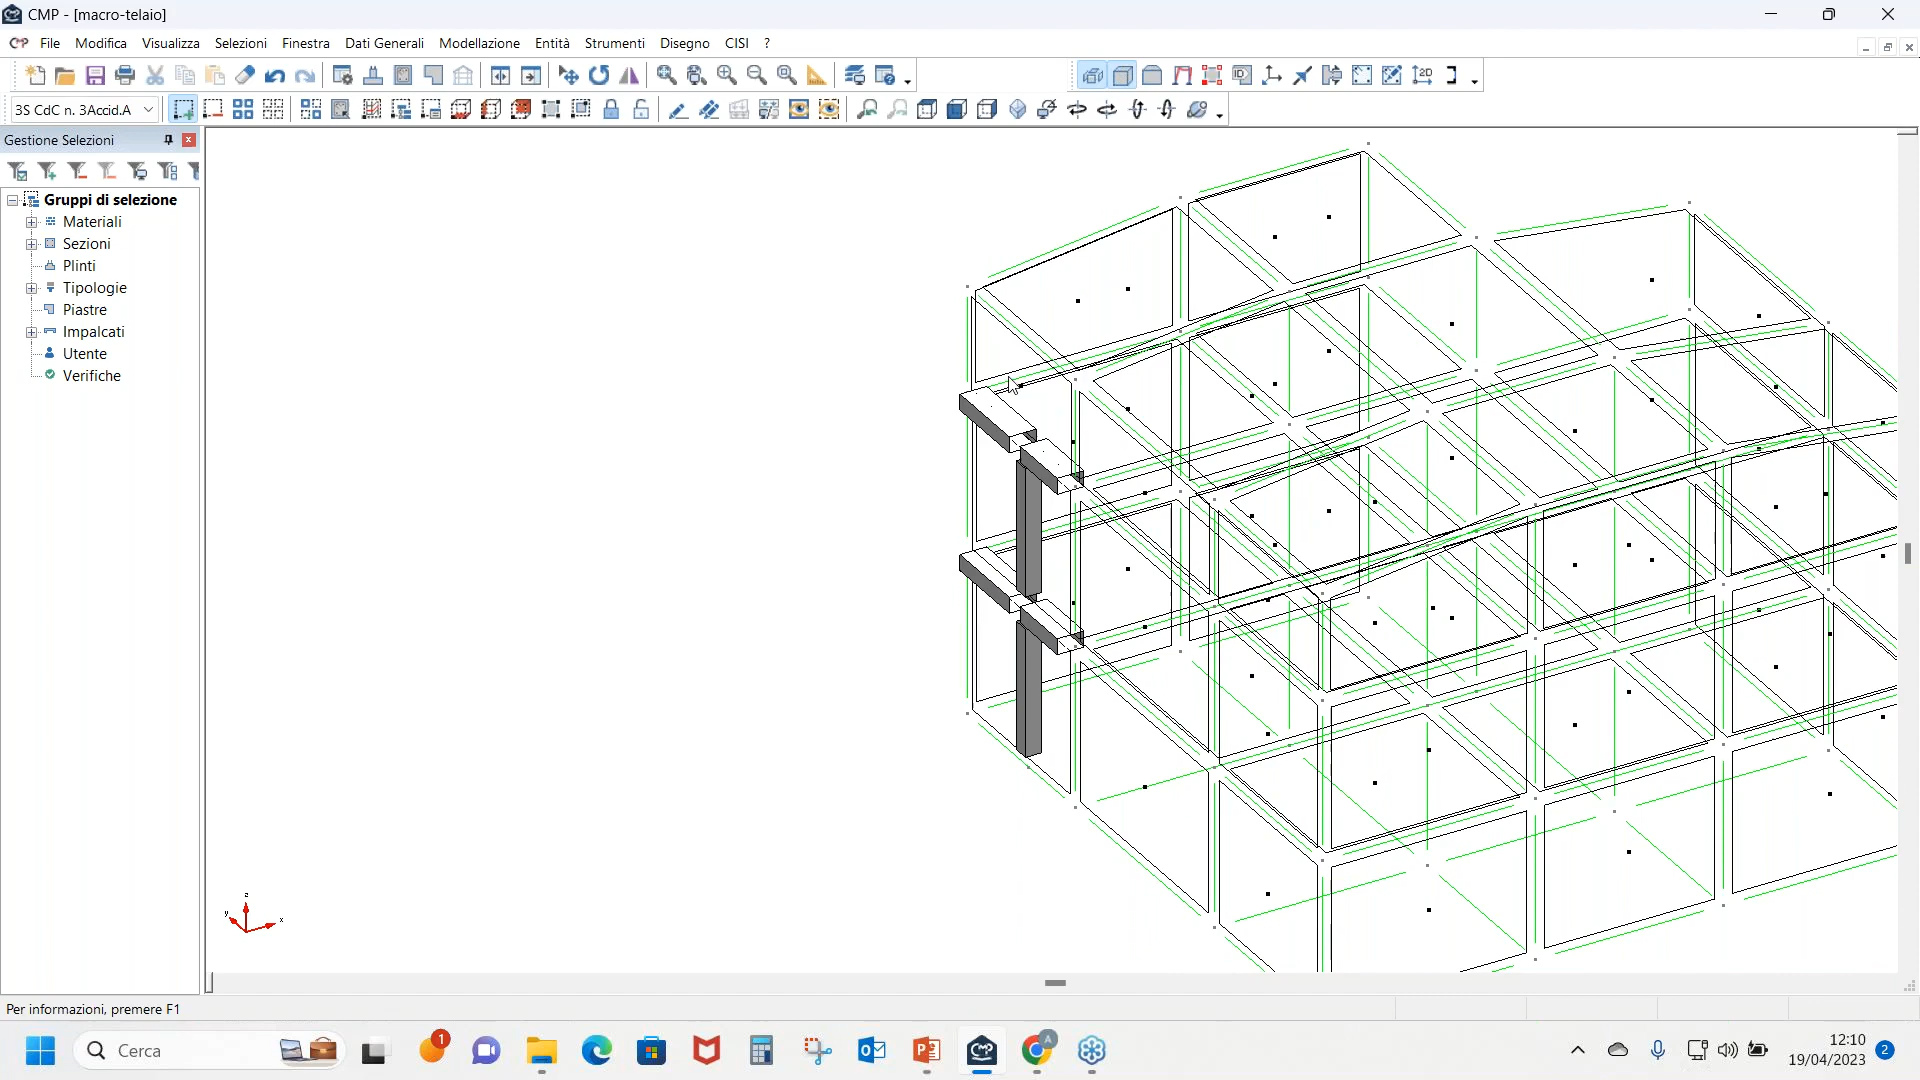 CMP - [macro-telaio]
File Modifica Visualizza Selezioni Finestra Dati Generali Modellazione Entità Strumenti Disegno CISI ?
3S CdC n. 3Accid.A
Gestione Selezioni
Gruppi di selezione
Materiali
Sezioni
Plinti
Tipologie
Piastre
Impalcati
Utente
Verifiche
z
y
x
Per informazioni, premere F1
Cerca
1
A
12:10
19/04/2023
2